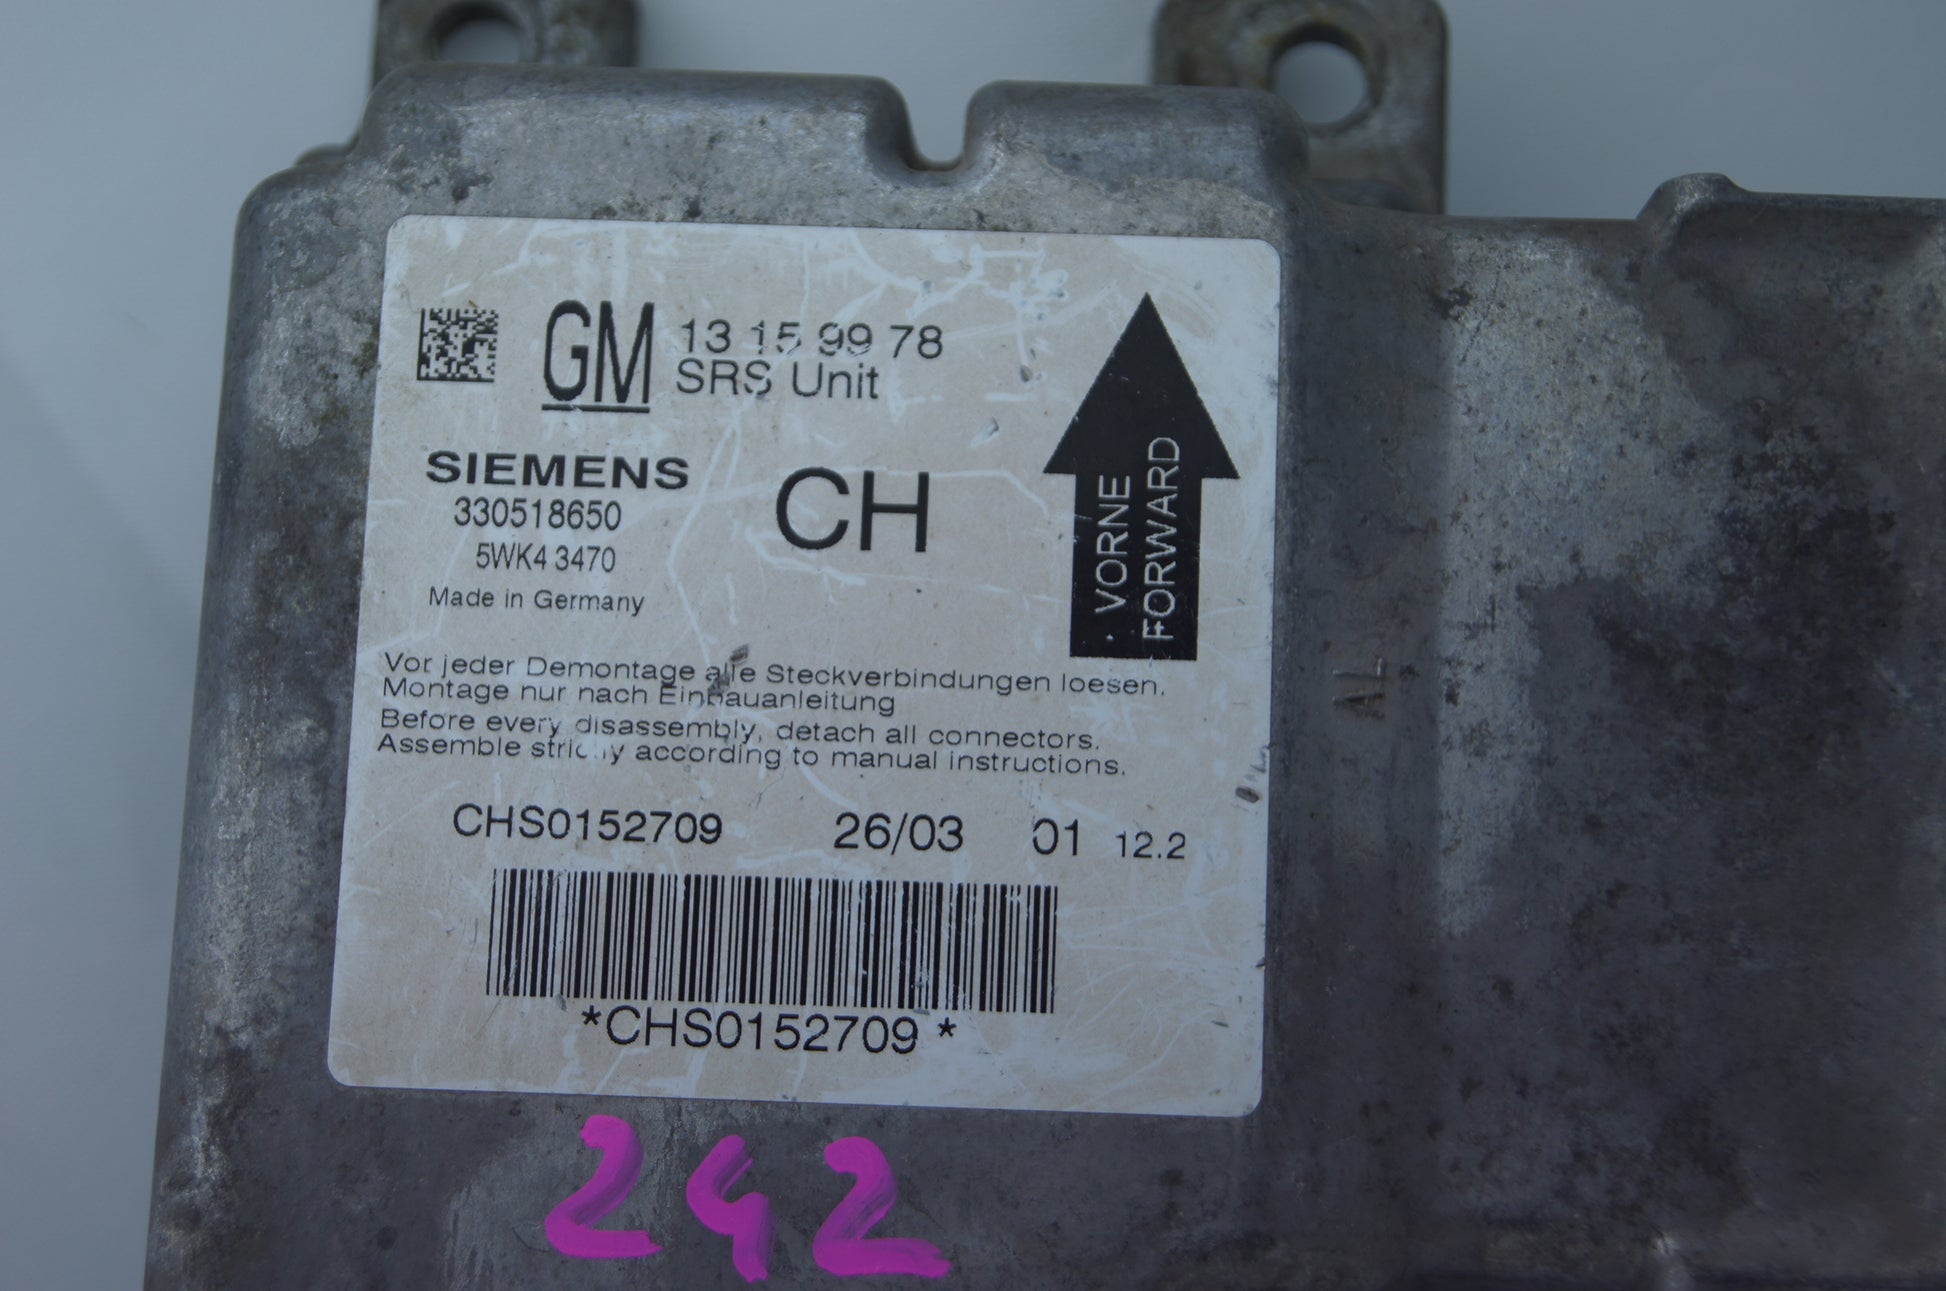 GM 13 15 99 78
SRS Unit
SIEMENS
CH
330518650
5WK4 3470
Made in Germany
VORNE
FORWARD
Vor jeder Demontage alle Steckverbindungen loesen.
Montage nur nach Einbauanleitung
Before every disassembly, detach all connectors.
Assemble strictly according to manual instructions.
CHS0152709 26/03 01 12.2
*CHS0152709 *
AL
242